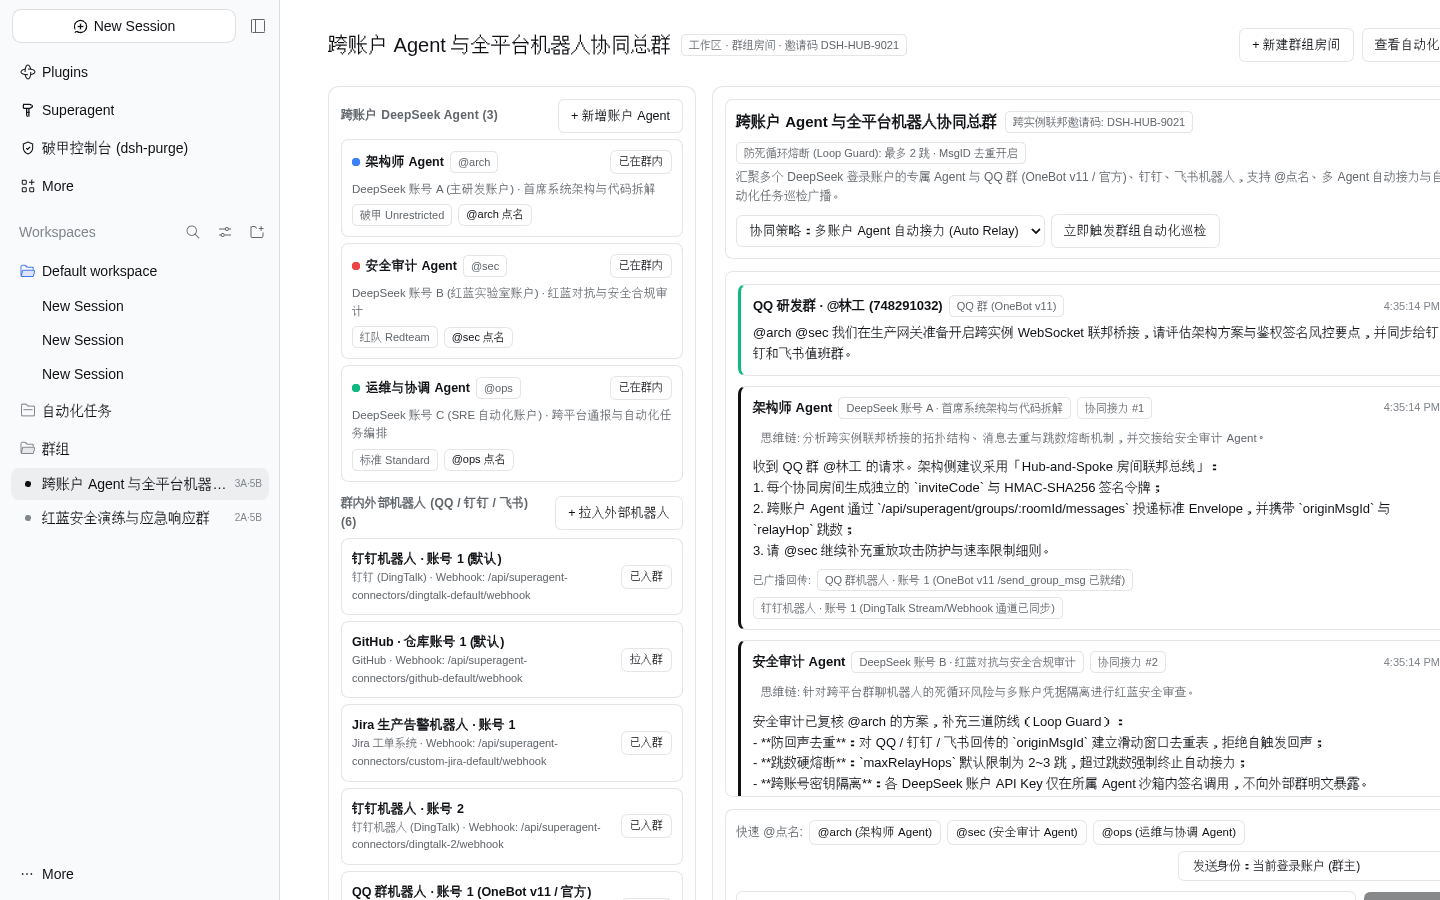 New Session
Plugins
Superagent
破甲控制台 (dsh-purge)
More
Workspaces
Default workspace
New Session
New Session
New Session
自动化任务
群组
跨账户 Agent 与全平台机器… 3A·5B
红蓝安全演练与应急响应群 2A·5B
More
跨账户 Agent 与全平台机器人协同总群 工作区 · 群组房间 · 邀请码 DSH-HUB-9021
+ 新建群组房间 查看自动化
跨账户 DeepSeek Agent (3) + 新增账户 Agent
架构师 Agent @arch 已在群内
DeepSeek 账号 A (主研发账户) · 首席系统架构与代码拆解
破甲 Unrestricted @arch 点名
安全审计 Agent @sec 已在群内
DeepSeek 账号 B (红蓝实验室账户) · 红蓝对抗与安全合规审
计
红队 Redteam @sec 点名
运维与协调 Agent @ops 已在群内
DeepSeek 账号 C (SRE 自动化账户) · 跨平台通报与自动化任
务编排
标准 Standard @ops 点名
群内外部机器人 (QQ / 钉钉 / 飞书)
(6)
+ 拉入外部机器人
钉钉机器人 · 账号 1 (默认)
钉钉 (DingTalk) · Webhook: /api/superagent-
connectors/dingtalk-default/webhook
已入群
GitHub · 仓库账号 1 (默认)
GitHub · Webhook: /api/superagent-
connectors/github-default/webhook
拉入群
Jira 生产告警机器人 · 账号 1
Jira 工单系统 · Webhook: /api/superagent-
connectors/custom-jira-default/webhook
已入群
钉钉机器人 · 账号 2
钉钉机器人 (DingTalk) · Webhook: /api/superagent-
connectors/dingtalk-2/webhook
已入群
QQ 群机器人 · 账号 1 (OneBot v11 / 官方)
跨账户 Agent 与全平台机器人协同总群 跨实例联邦邀请码: DSH-HUB-9021
防死循环熔断 (Loop Guard): 最多 2 跳 · MsgID 去重开启
汇聚多个 DeepSeek 登录账户的专属 Agent 与 QQ 群 (OneBot v11 / 官方)、钉钉、飞书机器人，支持 @点名、多 Agent 自动接力与自
动化任务巡检广播。
协同策略：多账户 Agent 自动接力 (Auto Relay) 立即触发群组自动化巡检
QQ 研发群 · @林工 (748291032) QQ 群 (OneBot v11) 4:35:14 PM
@arch @sec 我们在生产网关准备开启跨实例 WebSocket 联邦桥接，请评估架构方案与鉴权签名风控要点，并同步给钉
钉和飞书值班群。
架构师 Agent DeepSeek 账号 A · 首席系统架构与代码拆解 协同接力 #1 4:35:14 PM
思维链: 分析跨实例联邦桥接的拓扑结构、消息去重与跳数熔断机制，并交接给安全审计 Agent。
收到 QQ 群 @林工 的请求。架构侧建议采用「Hub-and-Spoke 房间联邦总线」：
1. 每个协同房间生成独立的 `inviteCode` 与 HMAC-SHA256 签名令牌；
2. 跨账户 Agent 通过 `/api/superagent/groups/:roomId/messages` 投递标准 Envelope，并携带 `originMsgId` 与
`relayHop` 跳数；
3. 请 @sec 继续补充重放攻击防护与速率限制细则。
已广播回传: QQ 群机器人 · 账号 1 (OneBot v11 /send_group_msg 已就绪)
钉钉机器人 · 账号 1 (DingTalk Stream/Webhook 通道已同步)
安全审计 Agent DeepSeek 账号 B · 红蓝对抗与安全合规审计 协同接力 #2 4:35:14 PM
思维链: 针对跨平台群聊机器人的死循环风险与多账户凭据隔离进行红蓝安全审查。
安全审计已复核 @arch 的方案，补充三道防线（Loop Guard）：
- **防回声去重**：对 QQ / 钉钉 / 飞书回传的 `originMsgId` 建立滑动窗口去重表，拒绝自触发回声；
- **跳数硬熔断**：`maxRelayHops` 默认限制为 2~3 跳，超过跳数强制终止自动接力；
- **跨账号密钥隔离**：各 DeepSeek 账户 API Key 仅在所属 Agent 沙箱内签名调用，不向外部群明文暴露。
快速 @点名: @arch (架构师 Agent) @sec (安全审计 Agent) @ops (运维与协调 Agent)
发送身份：当前登录账户 (群主)